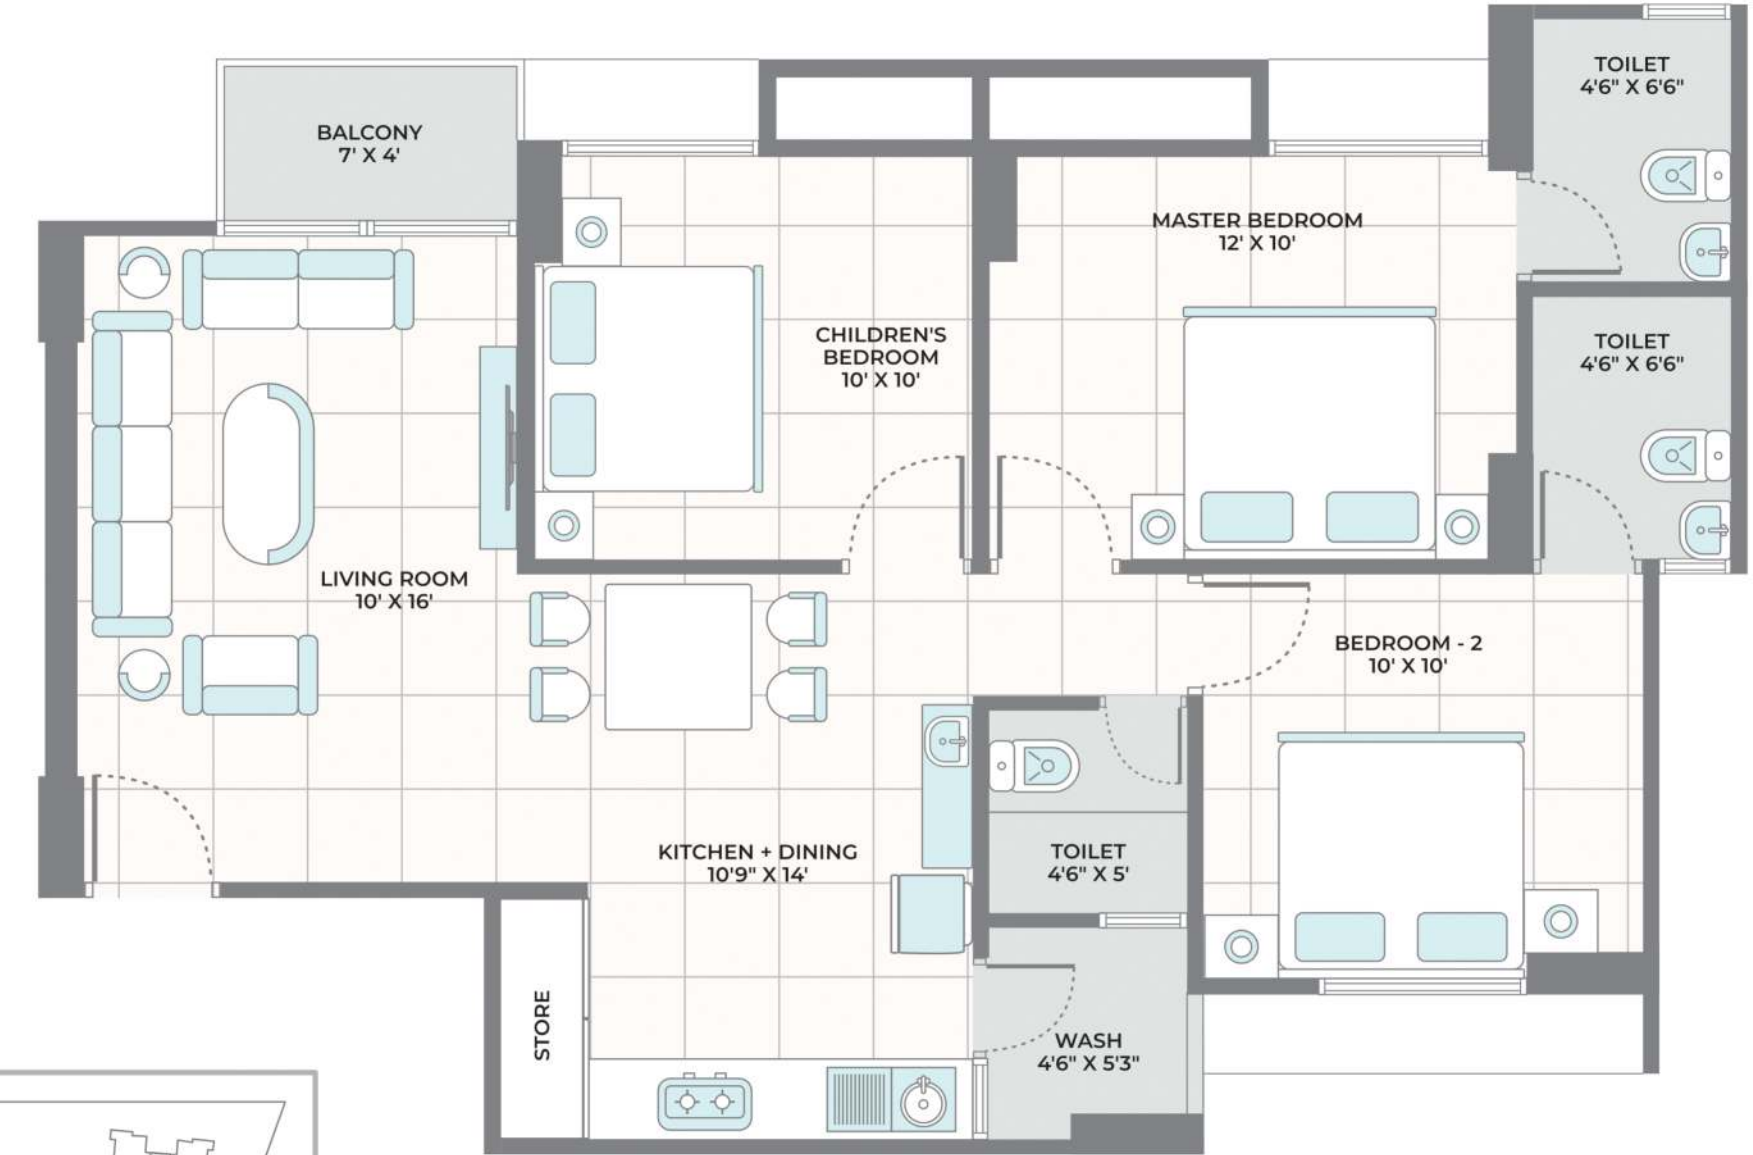 TOILET
4'6" X 6'6"
BALCONY
7' X 4'
MASTER BEDROOM
12' X 10'
CHILDREN'S
BEDROOM
10' X 10'
TOILET
4'6" X 6'6"
LIVING ROOM
10' X 16'
BEDROOM - 2
10' X 10'
KITCHEN + DINING
10'9" X 14'
TOILET
4'6" X 5'
STORE
WASH
4'6" X 5'3"